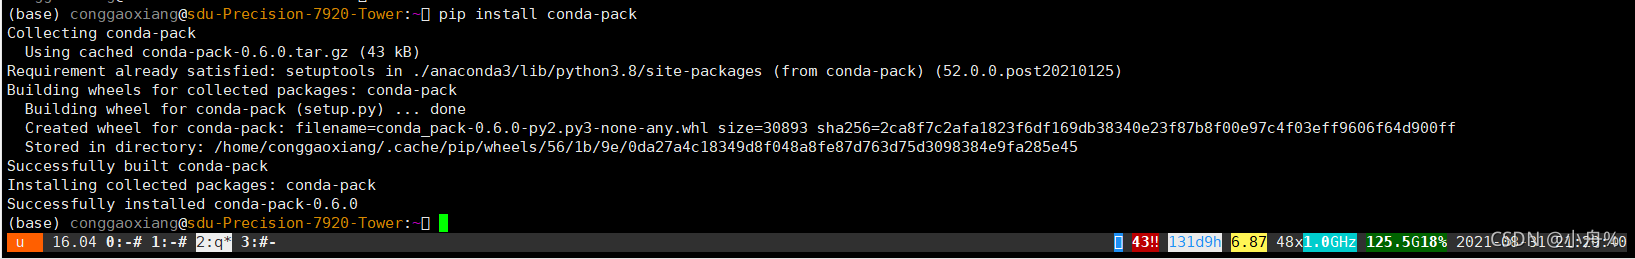 (base) conggaoxiang@sdu-Precision-7920-Tower:~ pip install conda-pack
Collecting conda-pack
  Using cached conda-pack-0.6.0.tar.gz (43 kB)
Requirement already satisfied: setuptools in ./anaconda3/lib/python3.8/site-packages (from conda-pack) (52.0.0.post20210125)
Building wheels for collected packages: conda-pack
  Building wheel for conda-pack (setup.py) ... done
  Created wheel for conda-pack: filename=conda_pack-0.6.0-py2.py3-none-any.whl size=30893 sha256=2ca8f7c2afa1823f6df169db38340e23f87b8f00e97c4f03eff9606f64d900ff
  Stored in directory: /home/conggaoxiang/.cache/pip/wheels/56/1b/9e/0da27a4c18349d8f048a8fe87d763d75d3098384e9fa285e45
Successfully built conda-pack
Installing collected packages: conda-pack
Successfully installed conda-pack-0.6.0
(base) conggaoxiang@sdu-Precision-7920-Tower:~
u 16.04 0:-# 1:-# 2:q* 3:#- 43!! 131d9h 6.87 48x1.0GHz 125.5G18% 2021-08-31
CSDN @小舟%